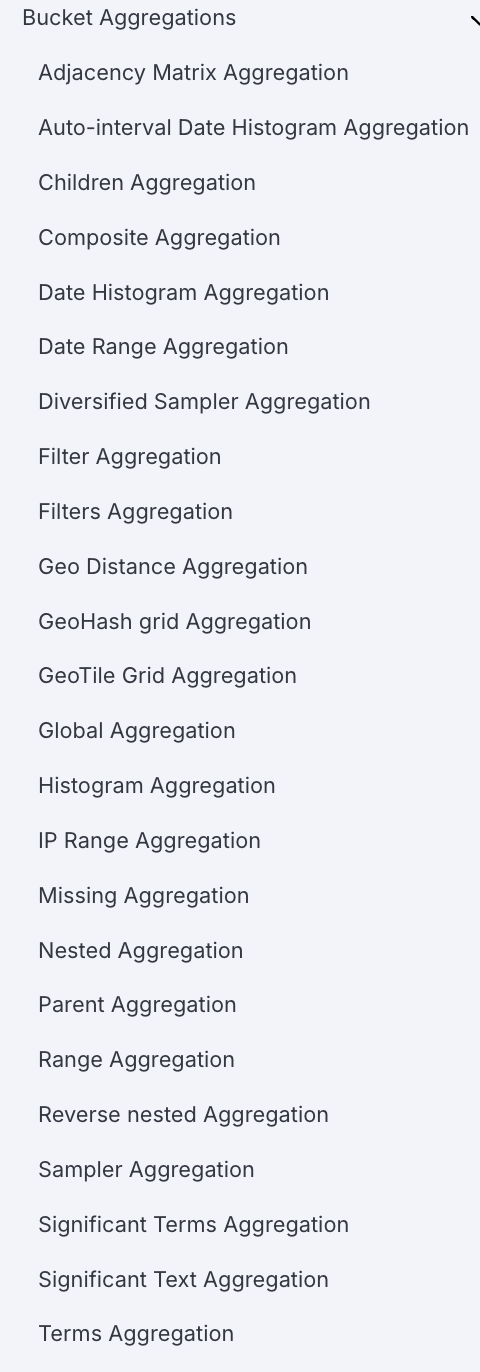 Bucket Aggregations
Adjacency Matrix Aggregation
Auto-interval Date Histogram Aggregation
Children Aggregation
Composite Aggregation
Date Histogram Aggregation
Date Range Aggregation
Diversified Sampler Aggregation
Filter Aggregation
Filters Aggregation
Geo Distance Aggregation
GeoHash grid Aggregation
GeoTile Grid Aggregation
Global Aggregation
Histogram Aggregation
IP Range Aggregation
Missing Aggregation
Nested Aggregation
Parent Aggregation
Range Aggregation
Reverse nested Aggregation
Sampler Aggregation
Significant Terms Aggregation
Significant Text Aggregation
Terms Aggregation